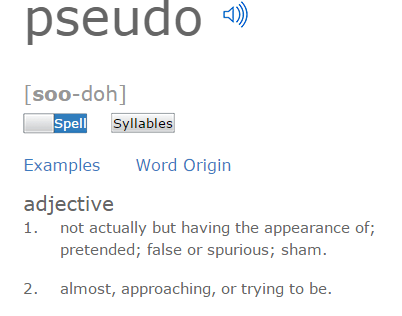 pseudo
[soo-doh]
Spell Syllables
Examples Word Origin
adjective
1. not actually but having the appearance of;
pretended; false or spurious; sham.
2. almost, approaching, or trying to be.